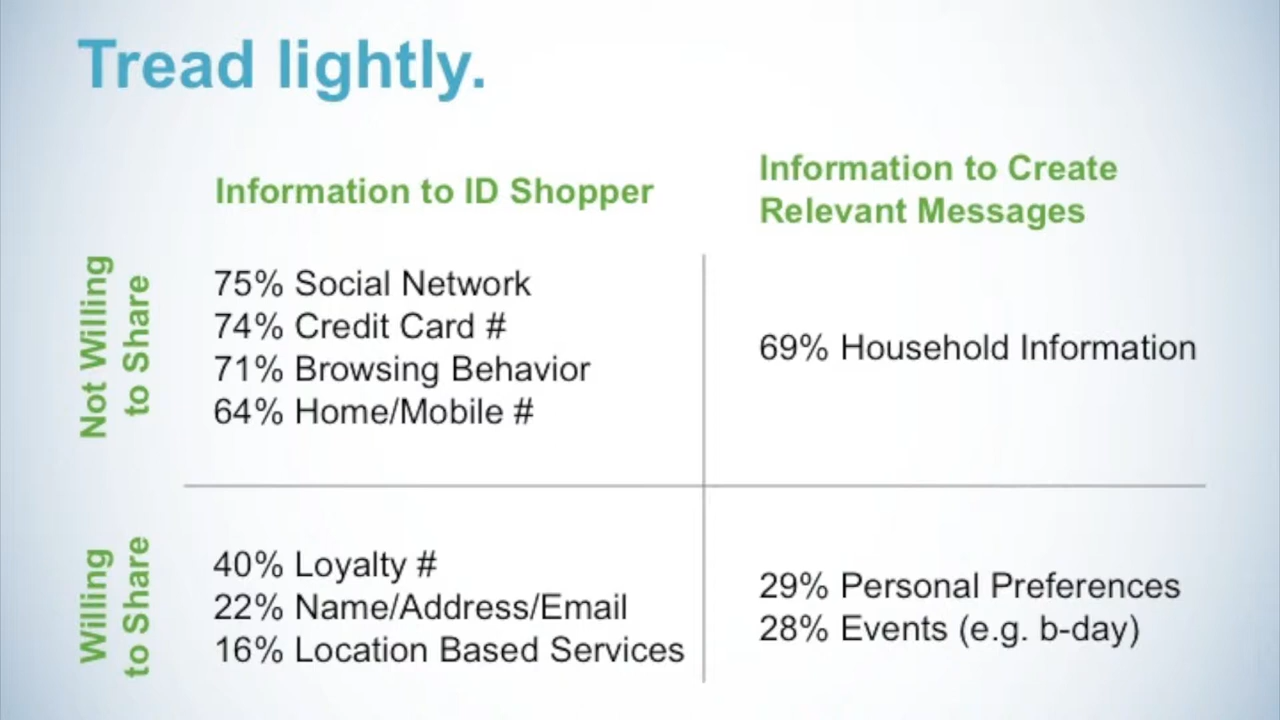 Tread lightly.
Information to ID Shopper
Information to Create
Relevant Messages
Not Willing
to Share
75% Social Network
74% Credit Card #
71% Browsing Behavior
64% Home/Mobile #
69% Household Information
Willing
to Share
40% Loyalty #
22% Name/Address/Email
16% Location Based Services
29% Personal Preferences
28% Events (e.g. b-day)